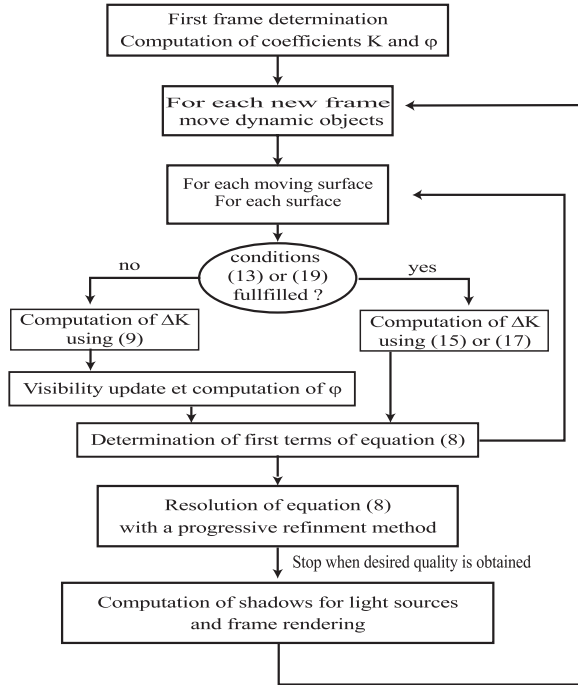 First frame determination
Computation of coefficients K and φ
For each new frame
move dynamic objects
For each moving surface
For each surface
conditions
(13) or (19)
fullfilled ?
no
yes
Computation of ΔK
using (9)
Computation of ΔK
using (15) or (17)
Visibility update et computation of φ
Determination of first terms of equation (8)
Resolution of equation (8)
with a progressive refinment method
Stop when desired quality is obtained
Computation of shadows for light sources
and frame rendering